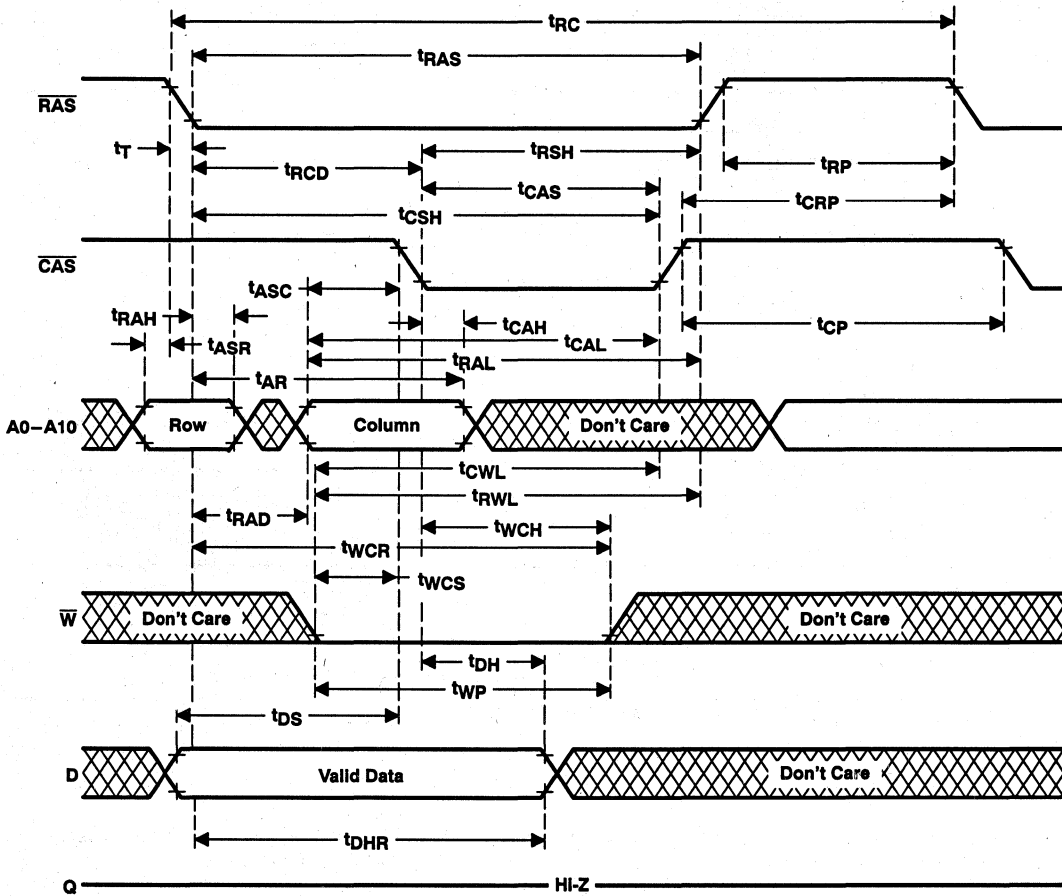 tRC
tRAS
RAS
tT
tRSH
tRCD
tRP
tCAS
tCRP
tCSH
CAS
tASC
tRAH
tCAH
tCP
tASR
tCAL
tRAL
tAR
A0–A10
Row
Column
Don't Care
tCWL
tRWL
tRAD
tWCH
tWCR
tWCS
W
Don't Care
Don't Care
tDH
tWP
tDS
D
Valid Data
Don't Care
tDHR
Q
HI-Z